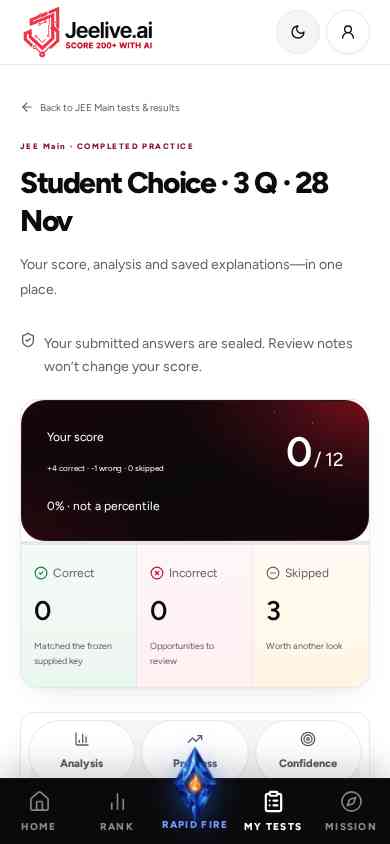 Jeelive.ai
SCORE 200+ WITH AI
Back to JEE Main tests & results
JEE Main · COMPLETED PRACTICE
Student Choice · 3 Q · 28
Nov
Your score, analysis and saved explanations—in one
place.
Your submitted answers are sealed. Review notes
won't change your score.
Your score
+4 correct · -1 wrong · 0 skipped
0 / 12
0% · not a percentile
Correct
Incorrect
Skipped
0
0
3
Matched the frozen
supplied key
Opportunities to
review
Worth another look
Analysis
Confidence
HOME
RANK
RAPID FIRE
MY TESTS
MISSION